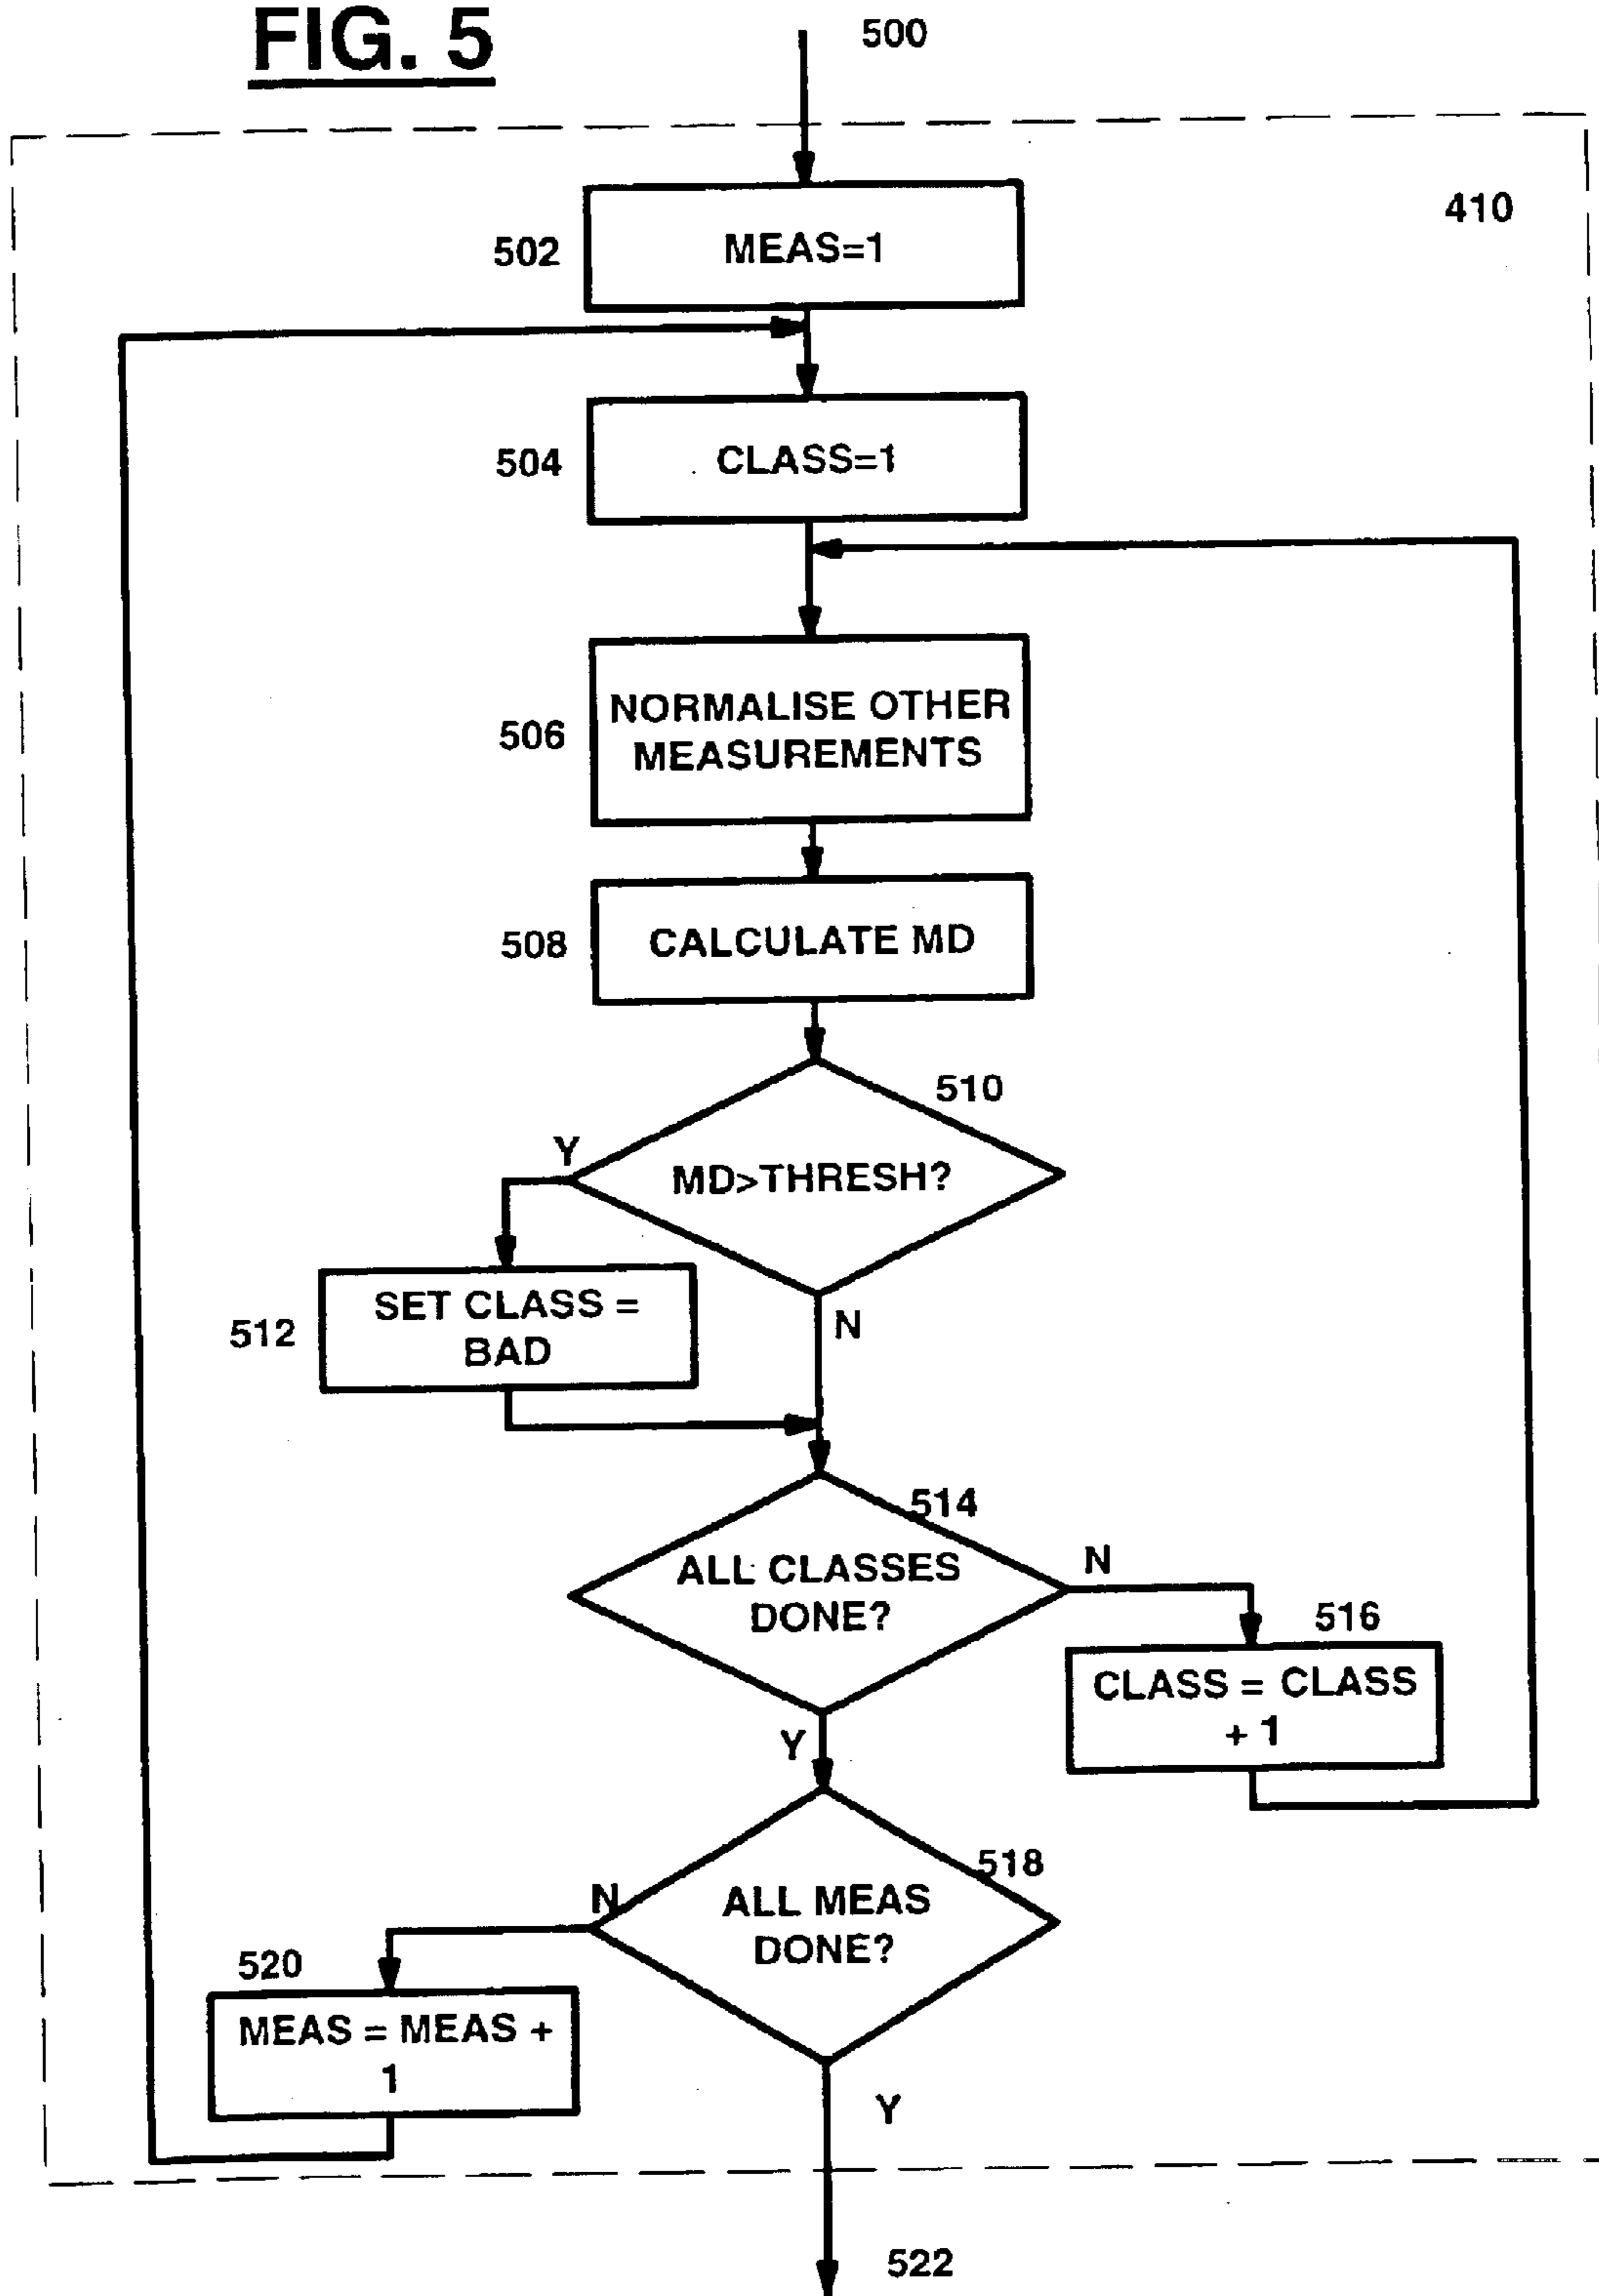 FIG. 5
500
410
502
MEAS=1
504
CLASS=1
506
NORMALISE OTHER
MEASUREMENTS
508
CALCULATE MD
510
Y
MD>THRESH?
N
512
SET CLASS =
BAD
514
ALL CLASSES
DONE?
N
516
CLASS = CLASS
+ 1
Y
518
N
ALL MEAS
DONE?
520
MEAS = MEAS +
1
Y
522